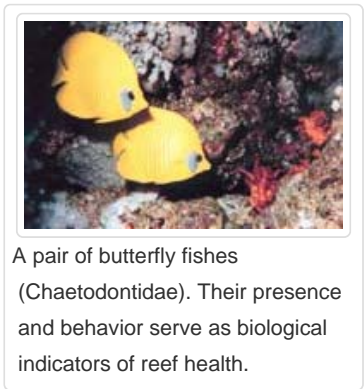 A pair of butterfly fishes
(Chaetodontidae). Their presence
and behavior serve as biological
indicators of reef health.